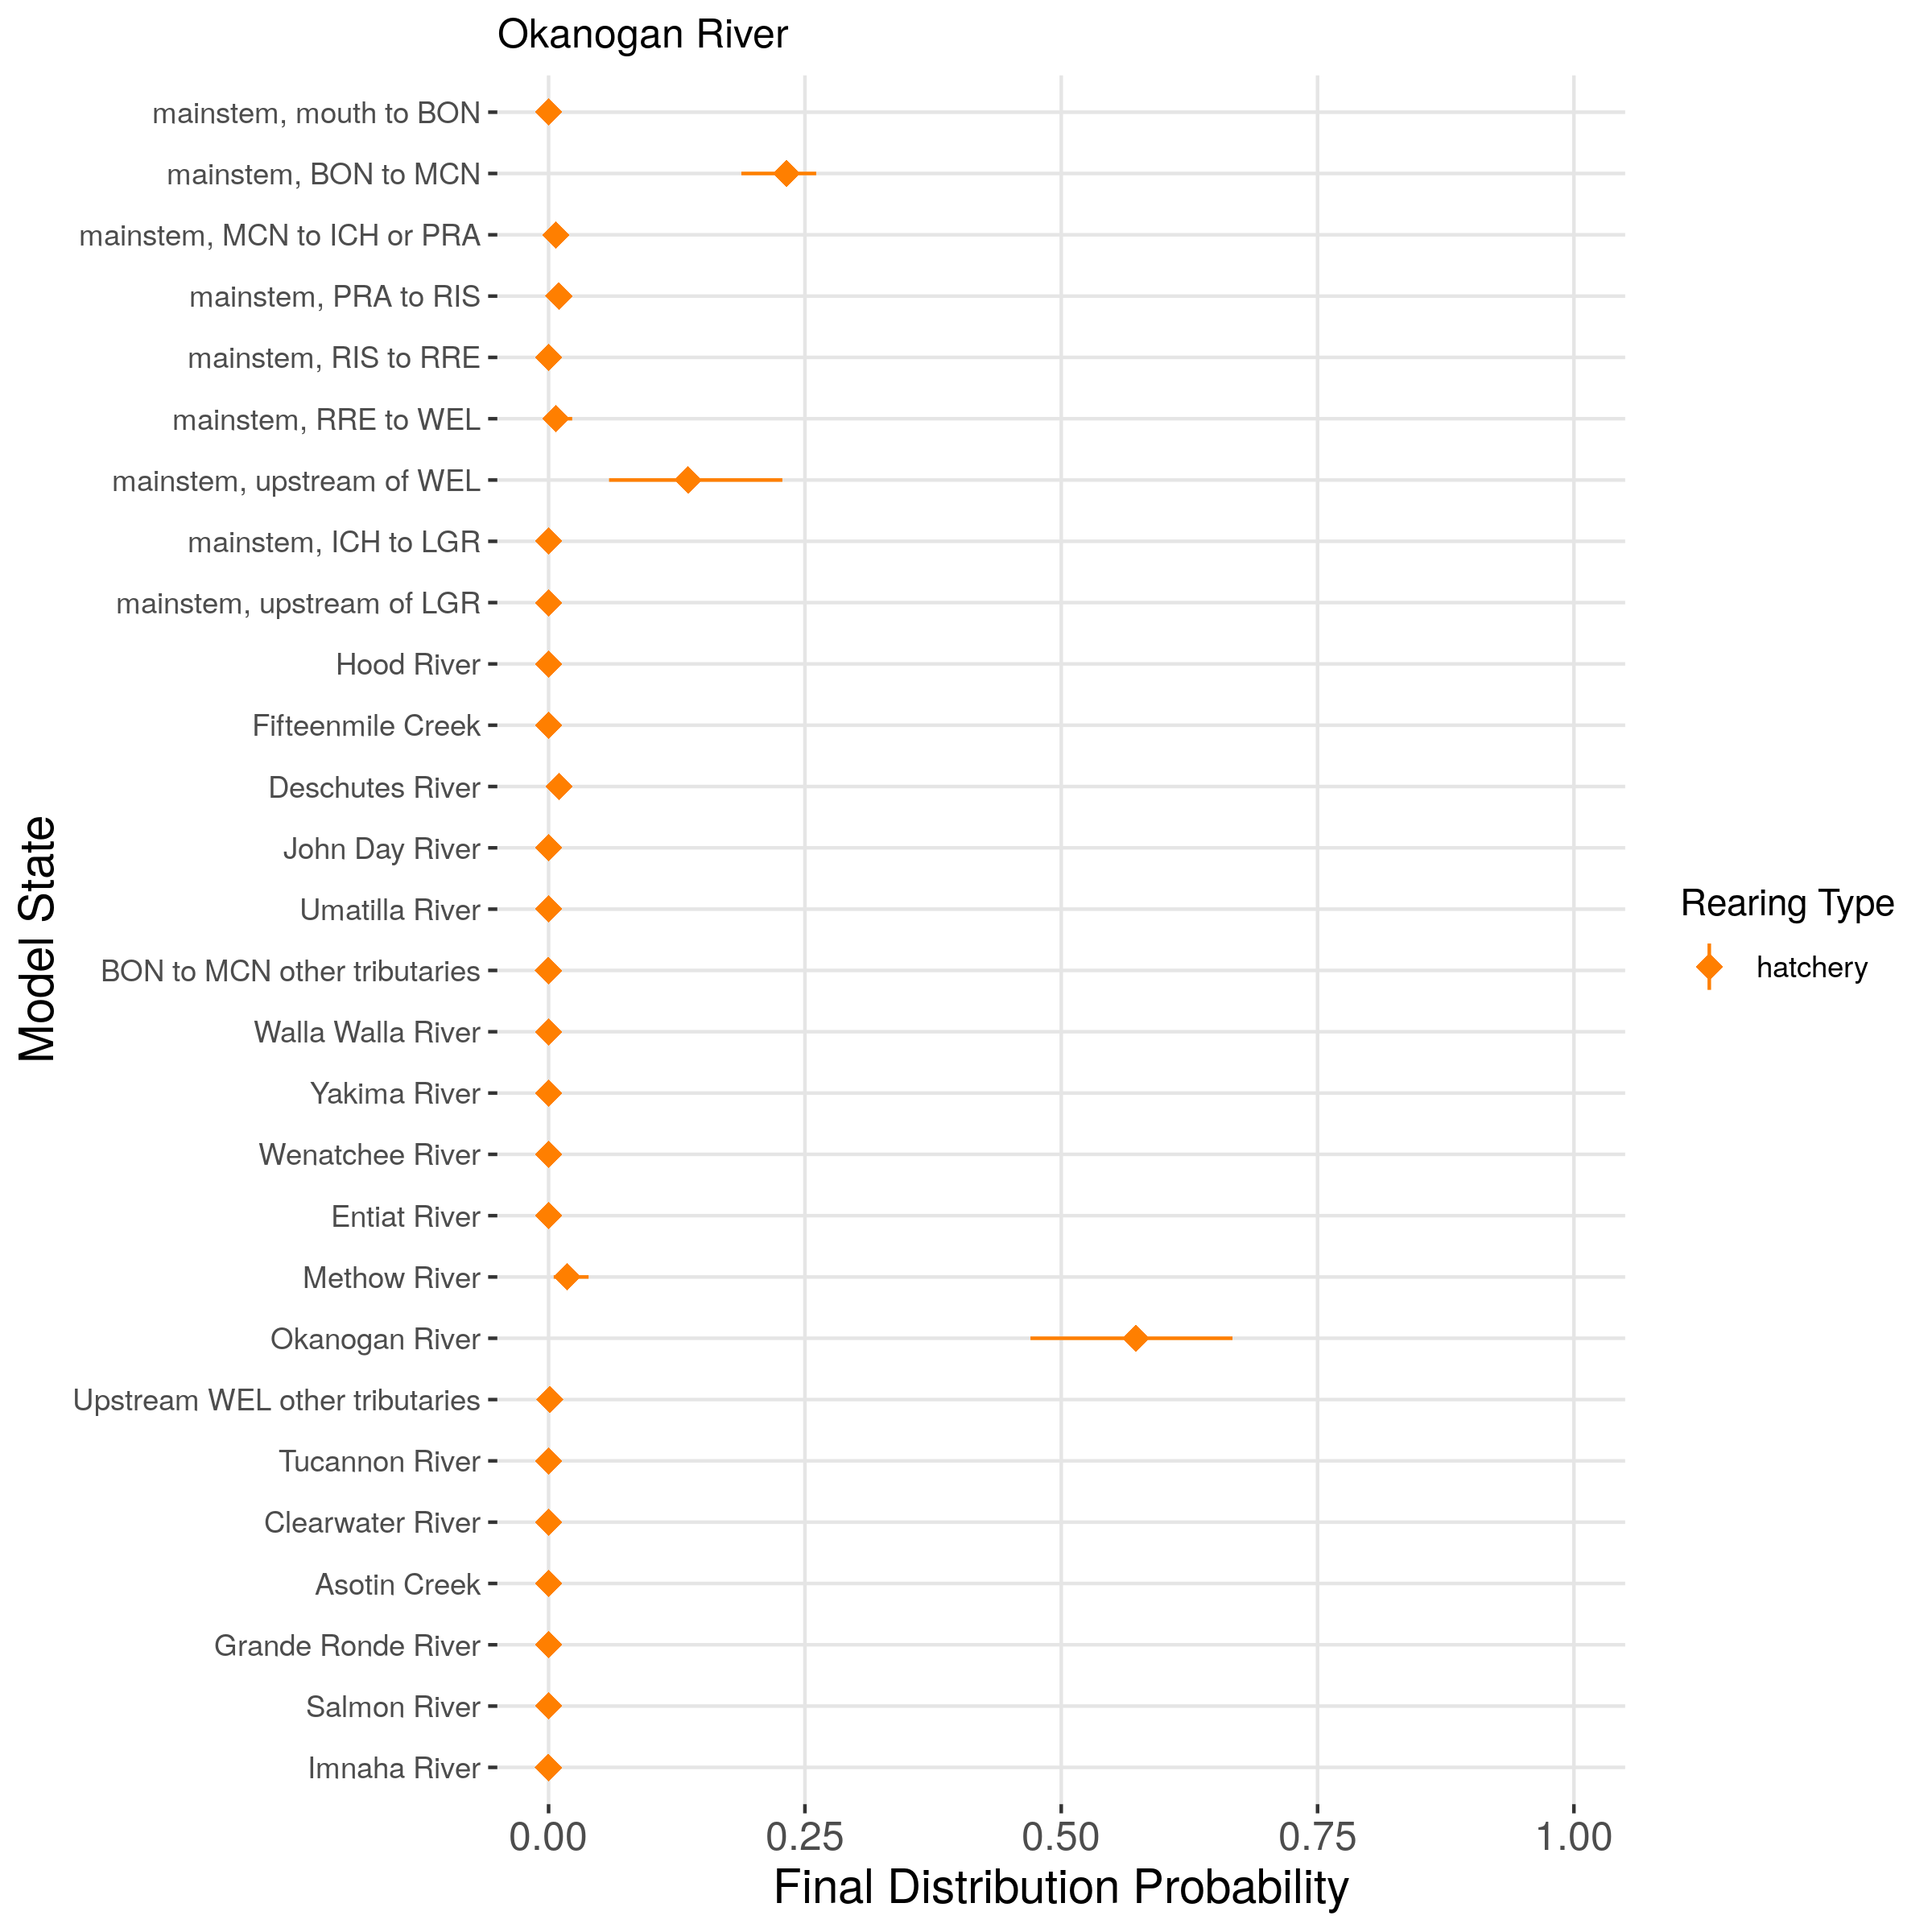 Okanogan River
mainstem, mouth to BON
mainstem, BON to MCN
mainstem, MCN to ICH or PRA
mainstem, PRA to RIS
mainstem, RIS to RRE
mainstem, RRE to WEL
mainstem, upstream of WEL
mainstem, ICH to LGR
mainstem, upstream of LGR
Hood River
Fifteenmile Creek
Deschutes River
John Day River
Umatilla River
BON to MCN other tributaries
Walla Walla River
Yakima River
Wenatchee River
Entiat River
Methow River
Okanogan River
Upstream WEL other tributaries
Tucannon River
Clearwater River
Asotin Creek
Grande Ronde River
Salmon River
Imnaha River
Model State
0.00 0.25 0.50 0.75 1.00
Final Distribution Probability
Rearing Type
hatchery